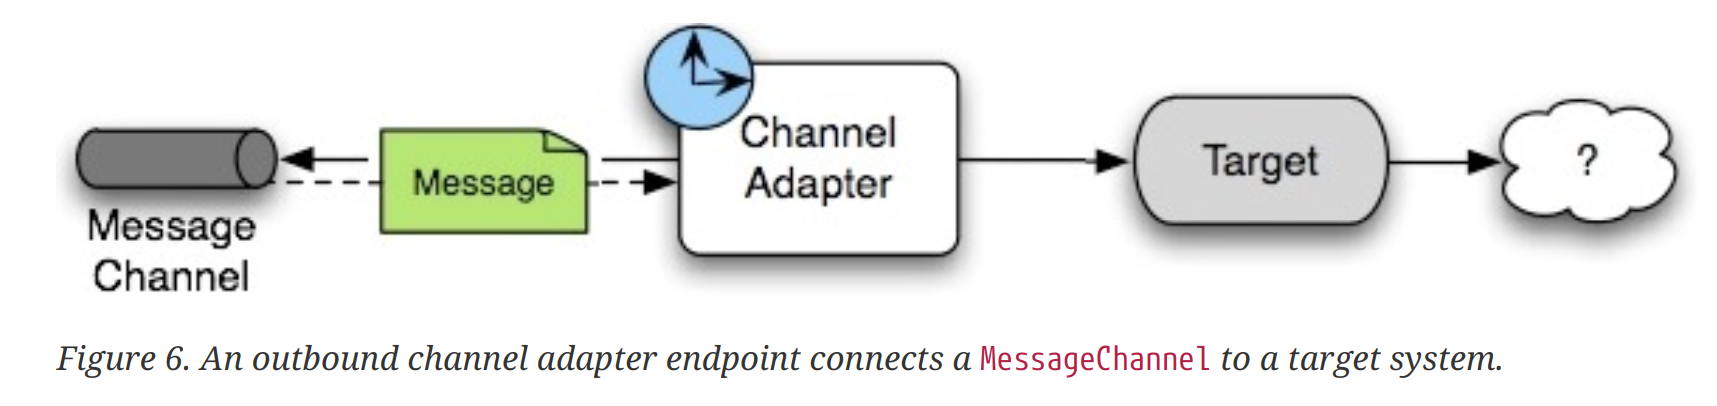 Message
Channel
Message
Channel
Adapter
Target
?
Figure 6. An outbound channel adapter endpoint connects a MessageChannel to a target system.